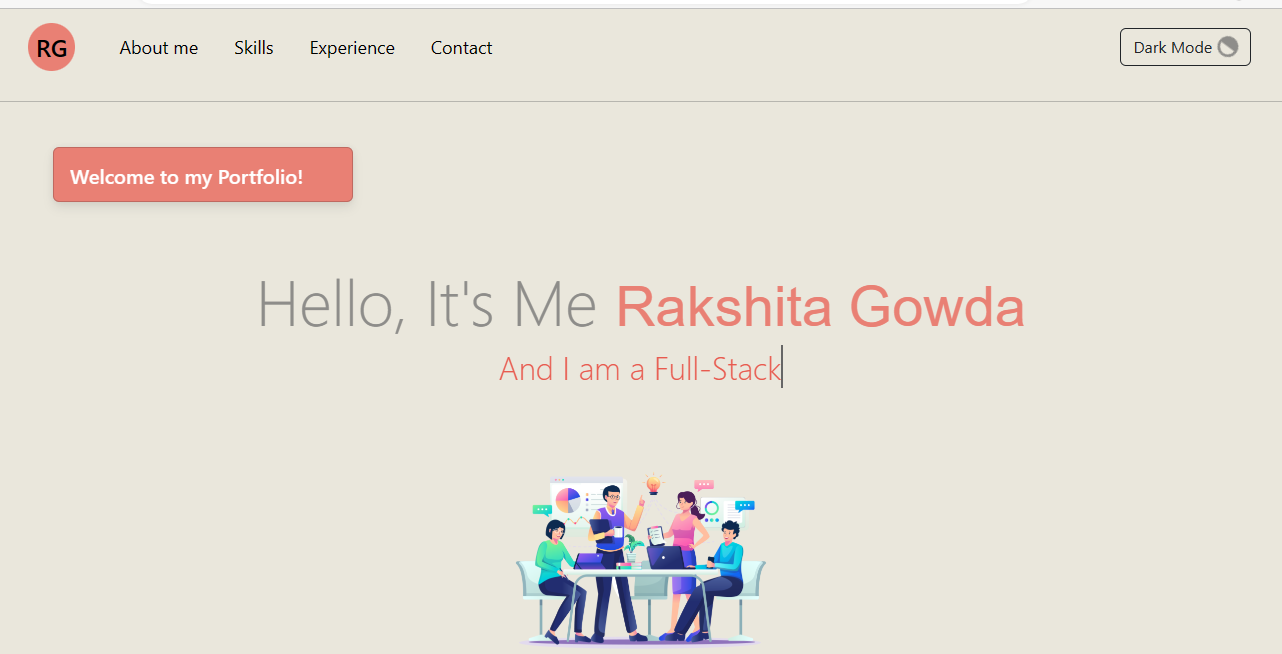 RG About me Skills Experience Contact Dark Mode
Welcome to my Portfolio!
Hello, It's Me Rakshita Gowda
And I am a Full-Stack